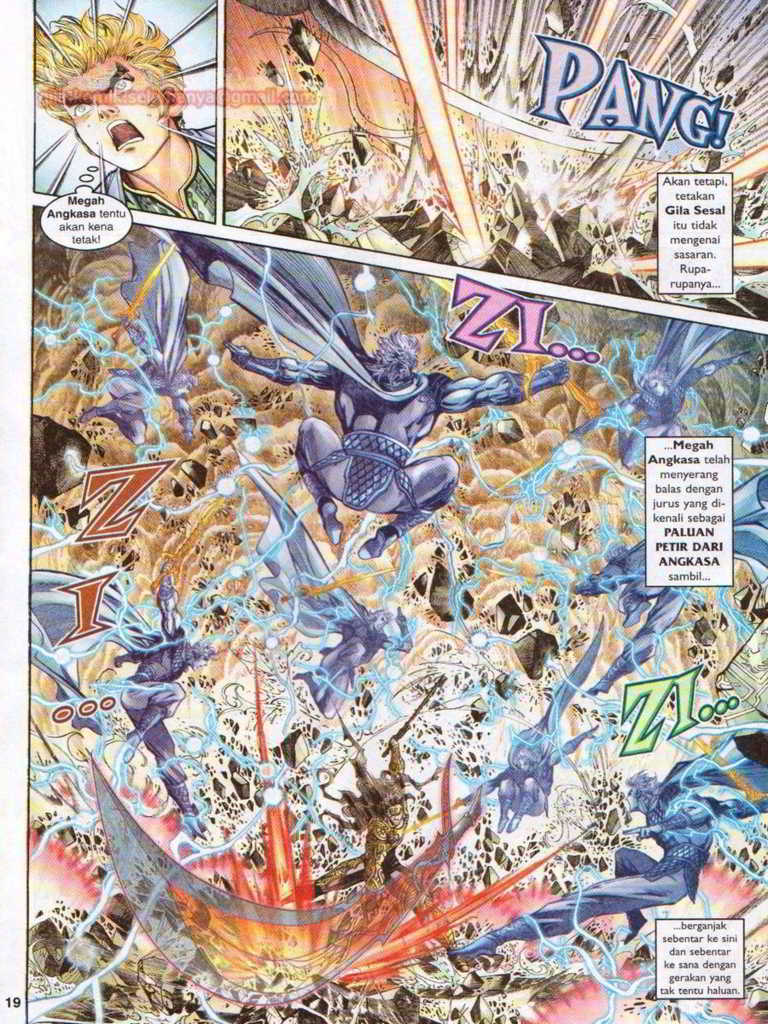 Megah
Angkasa tentu
akan kena
tetak!
PANG!
Akan tetapi,
tetakan
Gila Sesal
itu tidak
mengenai
sasaran.
Rupa-
rupanya...
ZI...
...Megah
Angkasa telah
menyerang
balas dengan
jurus yang di-
kenali sebagai
PALUAN
PETIR DARI
ANGKASA
sambil...
Z
I
...
ZI...
...berganjak
sebentar ke sini
dan sebentar
ke sana dengan
gerakan yang
tak tentu haluan.
19